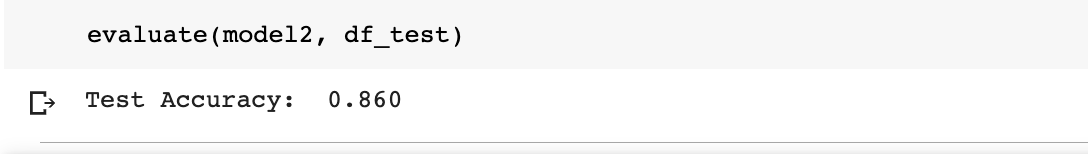 evaluate(model2, df_test)
Test Accuracy:  0.860